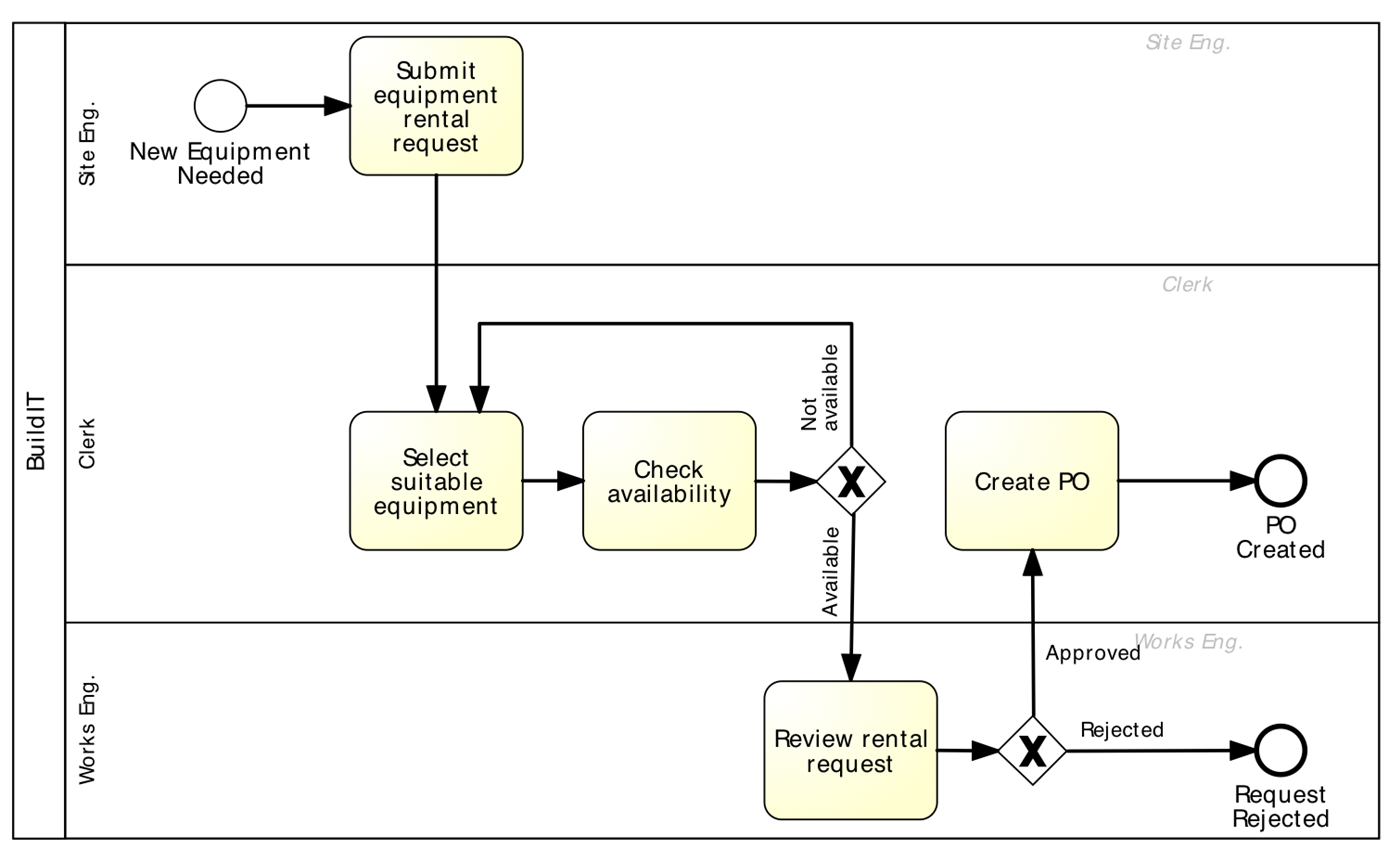 BuildIT
Site Eng.
Site Eng.
New Equipment
Needed
Submit
equipment
rental
request
Clerk
Clerk
Select
suitable
equipment
Check
availability
Not
available
Available
Create PO
PO
Created
Works Eng.
Works Eng.
Review rental
request
Approved
Rejected
Request
Rejected
X
X